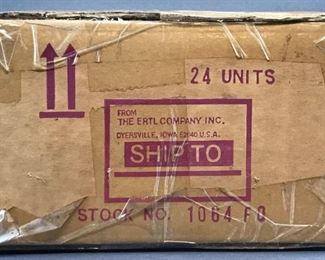 24 UNITS
FROM
THE ERTL COMPANY INC.
DYERSVILLE, IOWA 52040 U.S.A.
SHIP TO
STOCK NO. 1064 FO